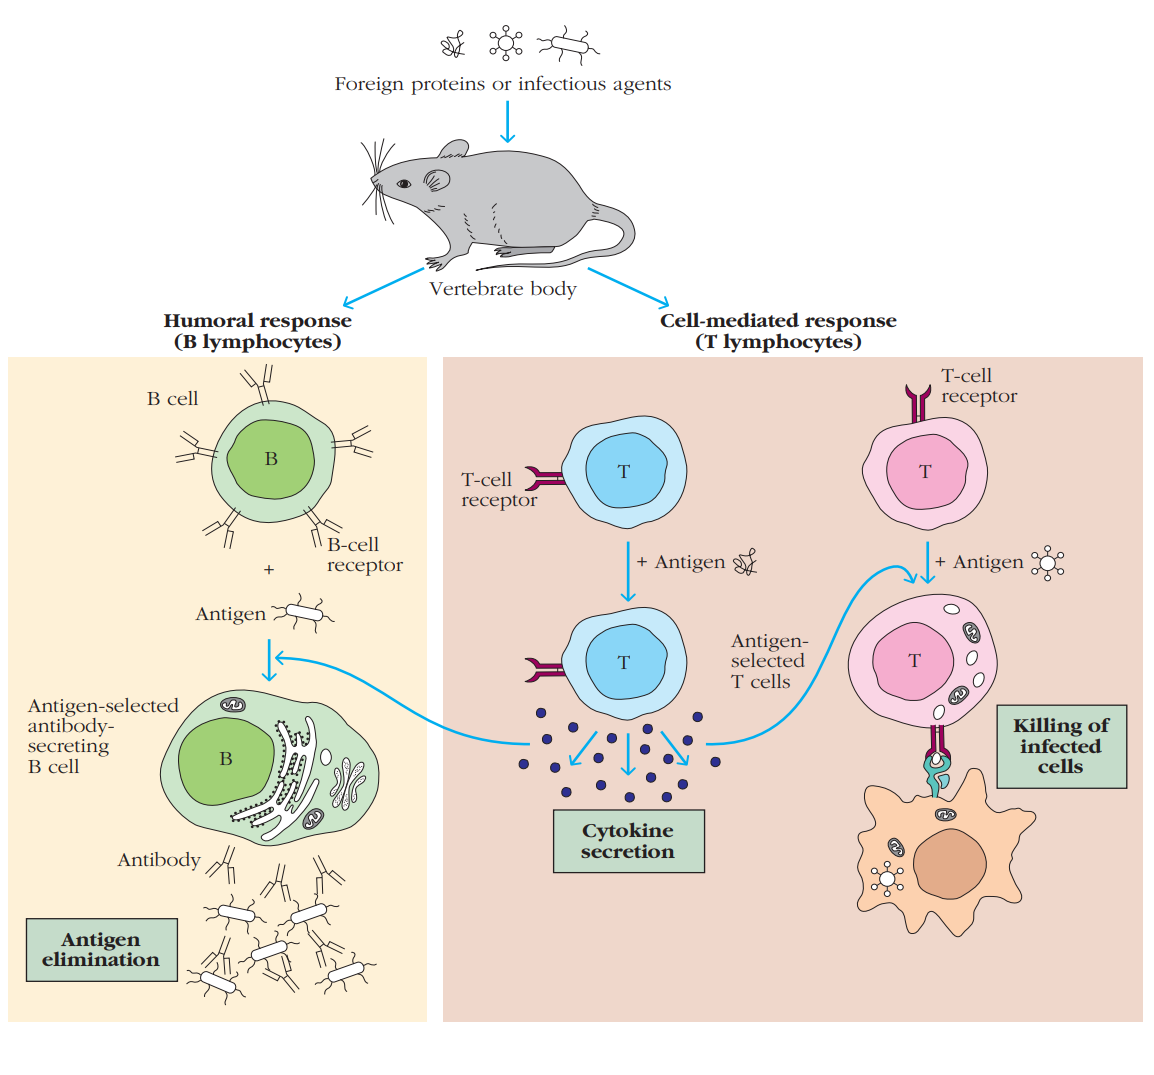 Foreign proteins or infectious agents
Vertebrate body
Humoral response
(B lymphocytes)
Cell-mediated response
(T lymphocytes)
B cell
B
B-cell
receptor
+
Antigen
Antigen-selected
antibody-
secreting
B cell
B
Antibody
Antigen
elimination
T-cell
receptor
T
+ Antigen
T
Antigen-
selected
T cells
Cytokine
secretion
T-cell
receptor
T
+ Antigen
T
Killing of
infected
cells